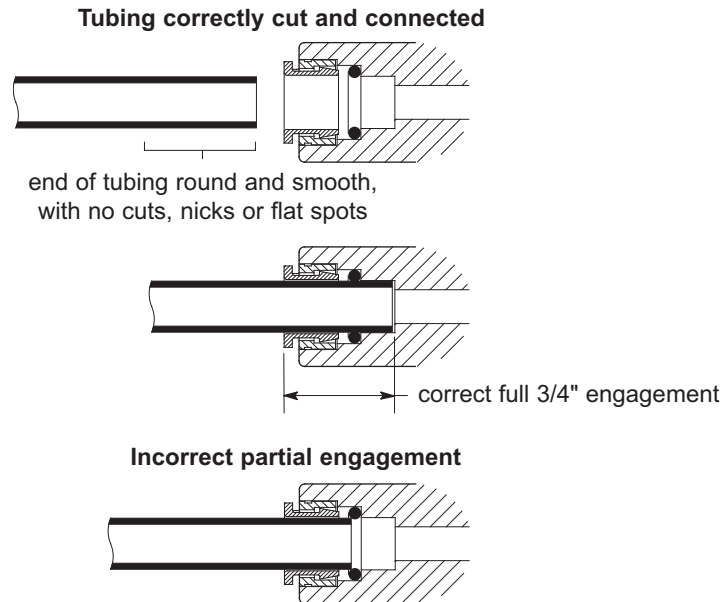 Tubing correctly cut and connected
end of tubing round and smooth,
with no cuts, nicks or flat spots
correct full 3/4" engagement
Incorrect partial engagement